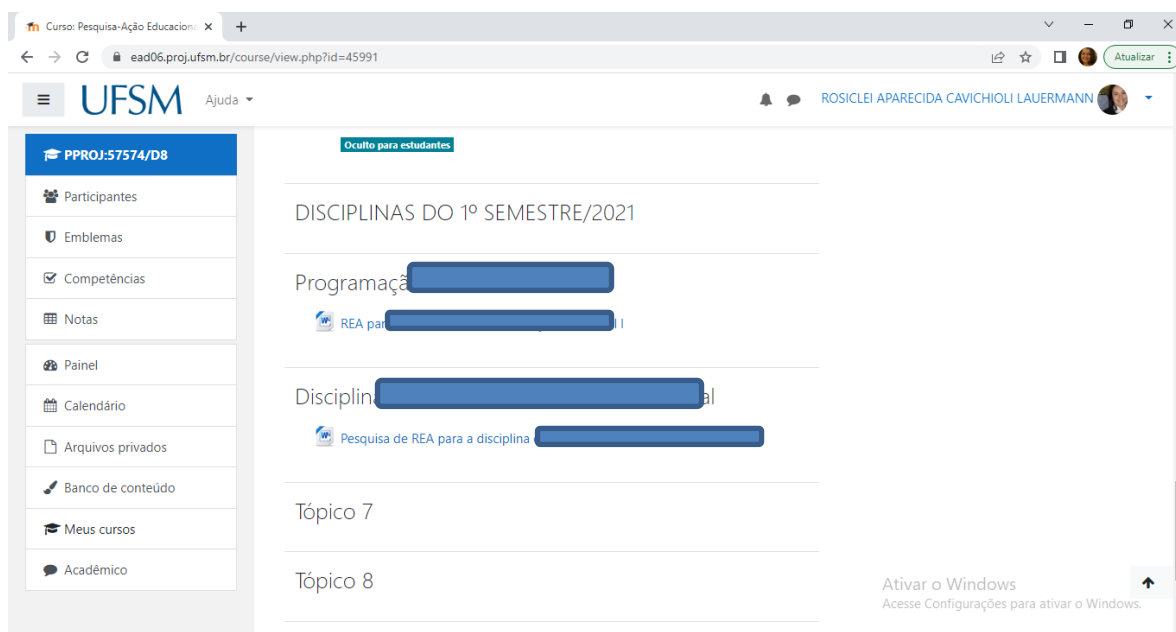 Curso: Pesquisa-Ação Educaciona
ead06.proj.ufsm.br/course/view.php?id=45991
Atualizar
UFSM
Ajuda
ROSICLEI APARECIDA CAVICHIOLI LAUERMANN
PPROJ:57574/D8
Participantes
Emblemas
Competências
Notas
Painel
Calendário
Arquivos privados
Banco de conteúdo
Meus cursos
Acadêmico
Oculto para estudantes
DISCIPLINAS DO 1º SEMESTRE/2021
Programaçã
REA par
Disciplin al
Pesquisa de REA para a disciplina
Tópico 7
Tópico 8
Ativar o Windows
Acesse Configurações para ativar o Windows.